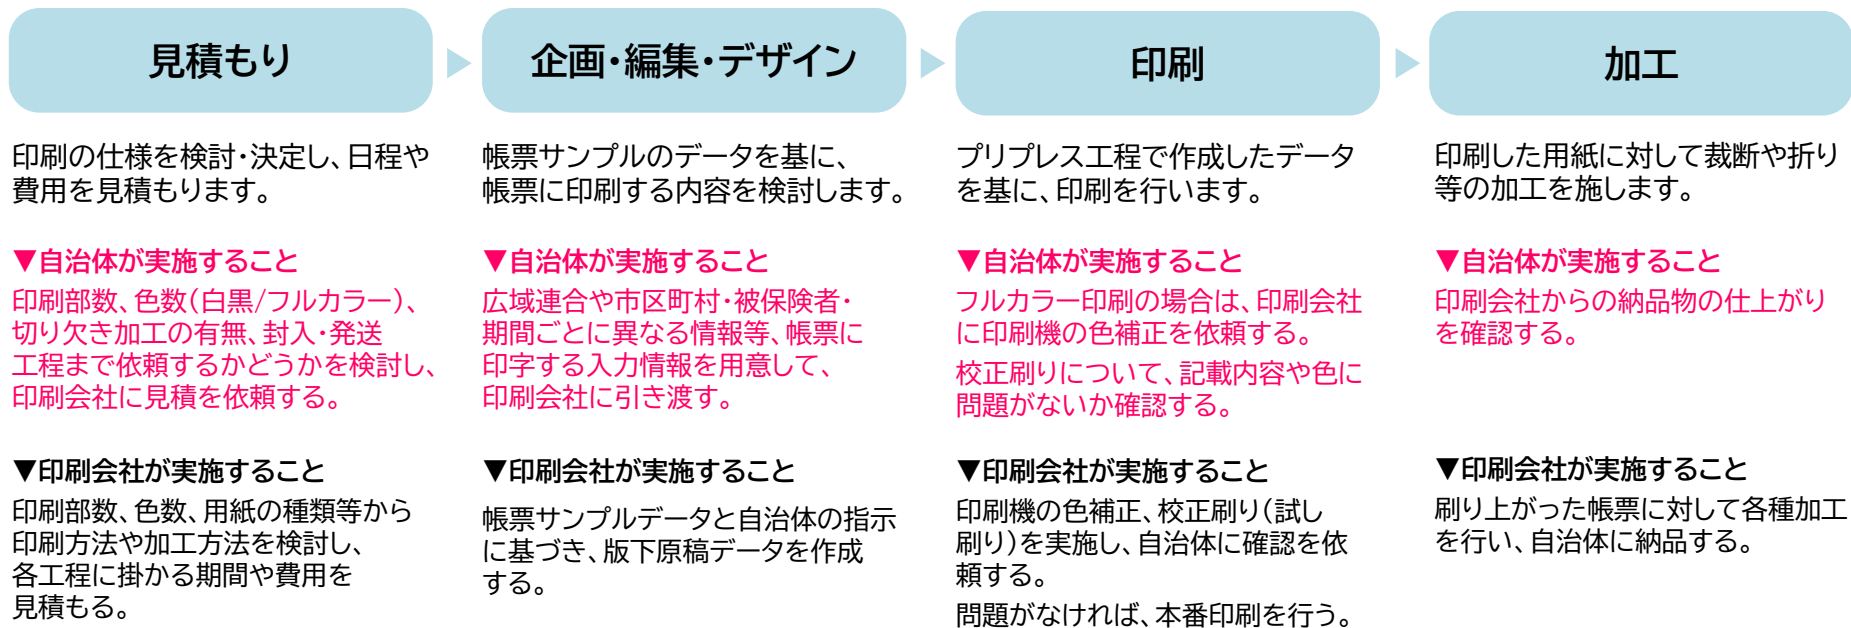 見積もり
印刷の仕様を検討・決定し、日程や
費用を見積もります。
▼自治体が実施すること
印刷部数、色数（白黒/フルカラー）、
切り欠き加工の有無、封入・発送
工程まで依頼するかどうかを検討し、
印刷会社に見積を依頼する。
▼印刷会社が実施すること
印刷部数、色数、用紙の種類等から
印刷方法や加工方法を検討し、
各工程に掛かる期間や費用を
見積もる。
企画・編集・デザイン
帳票サンプルのデータを基に、
帳票に印刷する内容を検討します。
▼自治体が実施すること
広域連合や市区町村・被保険者・
期間ごとに異なる情報等、帳票に
印字する入力情報を用意して、
印刷会社に引き渡す。
▼印刷会社が実施すること
帳票サンプルデータと自治体の指示
に基づき、版下原稿データを作成
する。
印刷
プリプレス工程で作成したデータ
を基に、印刷を行います。
▼自治体が実施すること
フルカラー印刷の場合は、印刷会社
に印刷機の色補正を依頼する。
校正刷りについて、記載内容や色に
問題がないか確認する。
▼印刷会社が実施すること
印刷機の色補正、校正刷り（試し
刷り）を実施し、自治体に確認を依
頼する。
問題がなければ、本番印刷を行う。
加工
印刷した用紙に対して裁断や折り
等の加工を施します。
▼自治体が実施すること
印刷会社からの納品物の仕上がり
を確認する。
▼印刷会社が実施すること
刷り上がった帳票に対して各種加工
を行い、自治体に納品する。